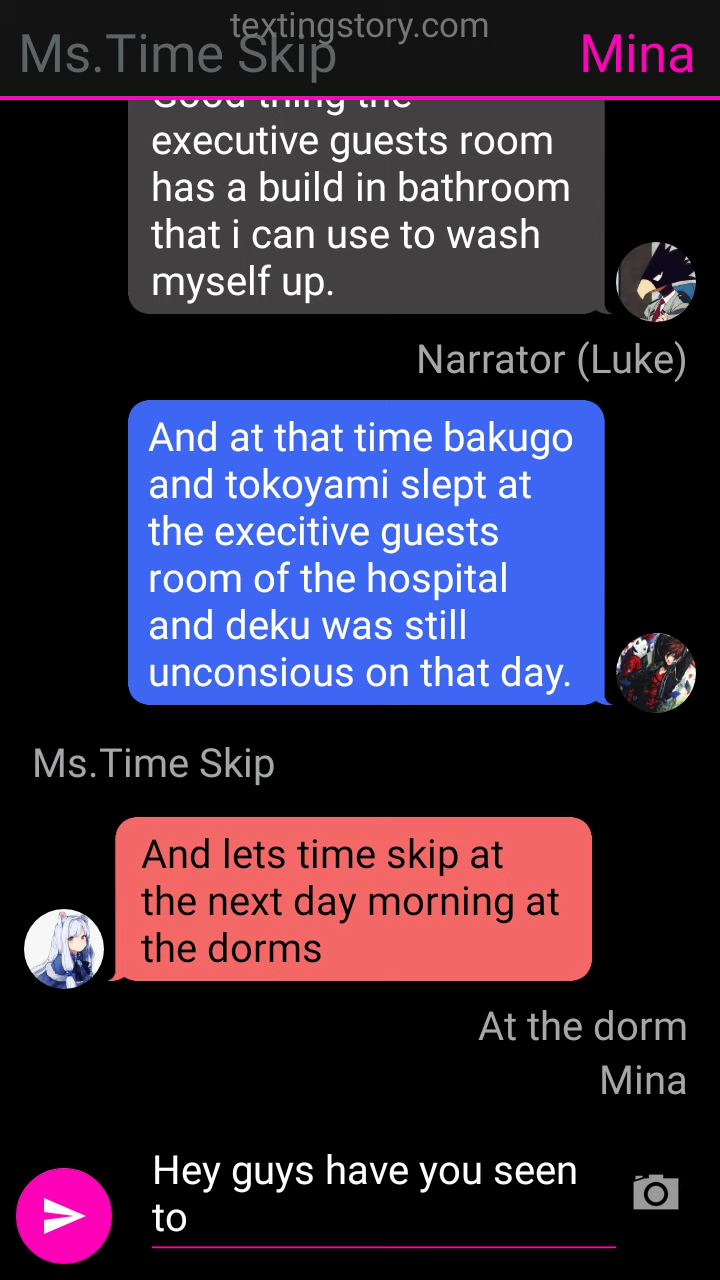 textingstory.com
Ms.Time Skip
Mina
Good thing the
executive guests room
has a build in bathroom
that i can use to wash
myself up.
Narrator (Luke)
And at that time bakugo
and tokoyami slept at
the execitive guests
room of the hospital
and deku was still
unconsious on that day.
Ms.Time Skip
And lets time skip at
the next day morning at
the dorms
At the dorm
Mina
Hey guys have you seen
to